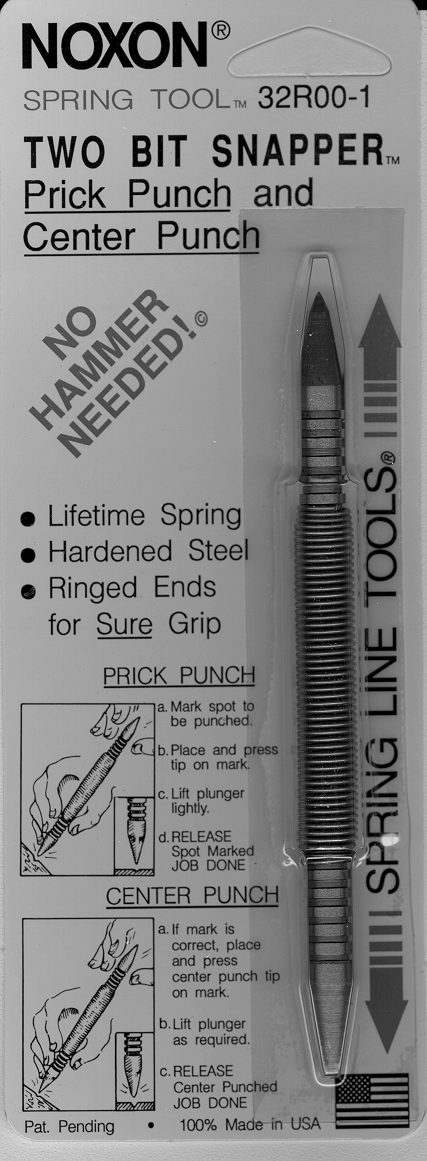 NOXON®
SPRING TOOL™ 32R00-1
TWO BIT SNAPPER™
Prick Punch and
Center Punch
NO
HAMMER
NEEDED!©
• Lifetime Spring
• Hardened Steel
• Ringed Ends
for Sure Grip
SPRING LINE TOOLS®
PRICK PUNCH
a. Mark spot to
be punched.
b. Place and press
tip on mark.
c. Lift plunger
lightly.
d. RELEASE
Spot Marked
JOB DONE
CENTER PUNCH
a. If mark is
correct, place
and press
center punch tip
on mark.
b. Lift plunger
as required.
c. RELEASE
Center Punched
JOB DONE
Pat. Pending • 100% Made in USA